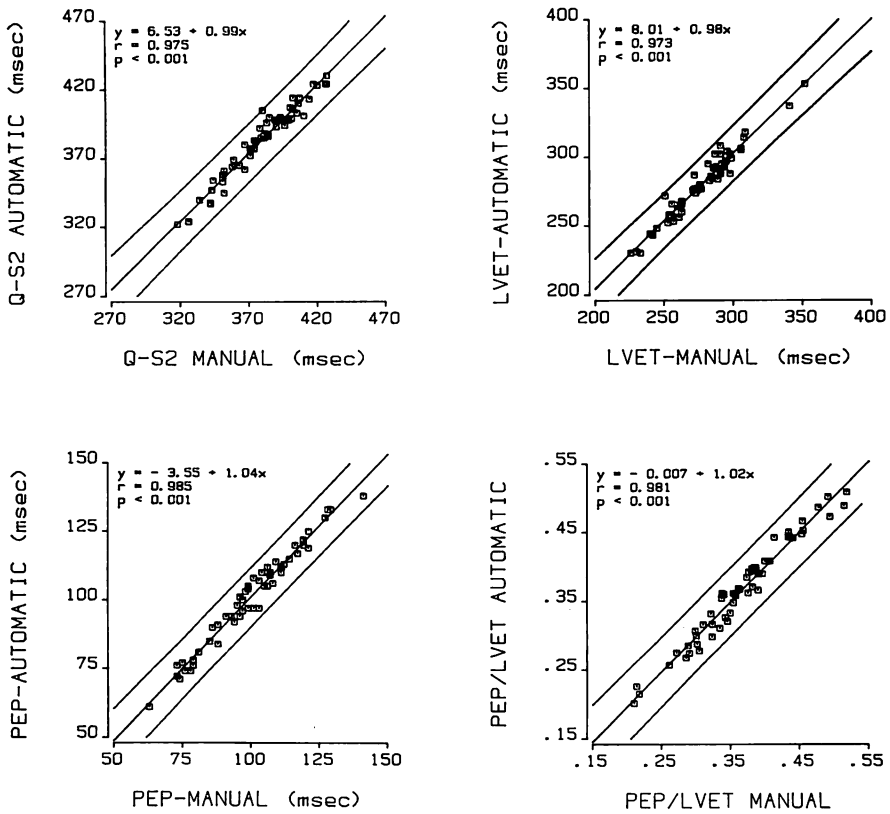 Q-S2 AUTOMATIC (msec)
470
420
370
320
270
y = 6.53 + 0.99x
r = 0.975
p < 0.001
270 320 370 420 470
Q-S2 MANUAL (msec)
LVET-AUTOMATIC (msec)
400
350
300
250
200
y = 8.01 + 0.98x
r = 0.973
p < 0.001
200 250 300 350 400
LVET-MANUAL (msec)
PEP-AUTOMATIC (msec)
150
125
100
75
50
y = - 3.55 + 1.04x
r = 0.985
p < 0.001
50 75 100 125 150
PEP-MANUAL (msec)
PEP/LVET AUTOMATIC
.55
.45
.35
.25
.15
y = - 0.007 + 1.02x
r = 0.981
p < 0.001
.15 .25 .35 .45 .55
PEP/LVET MANUAL